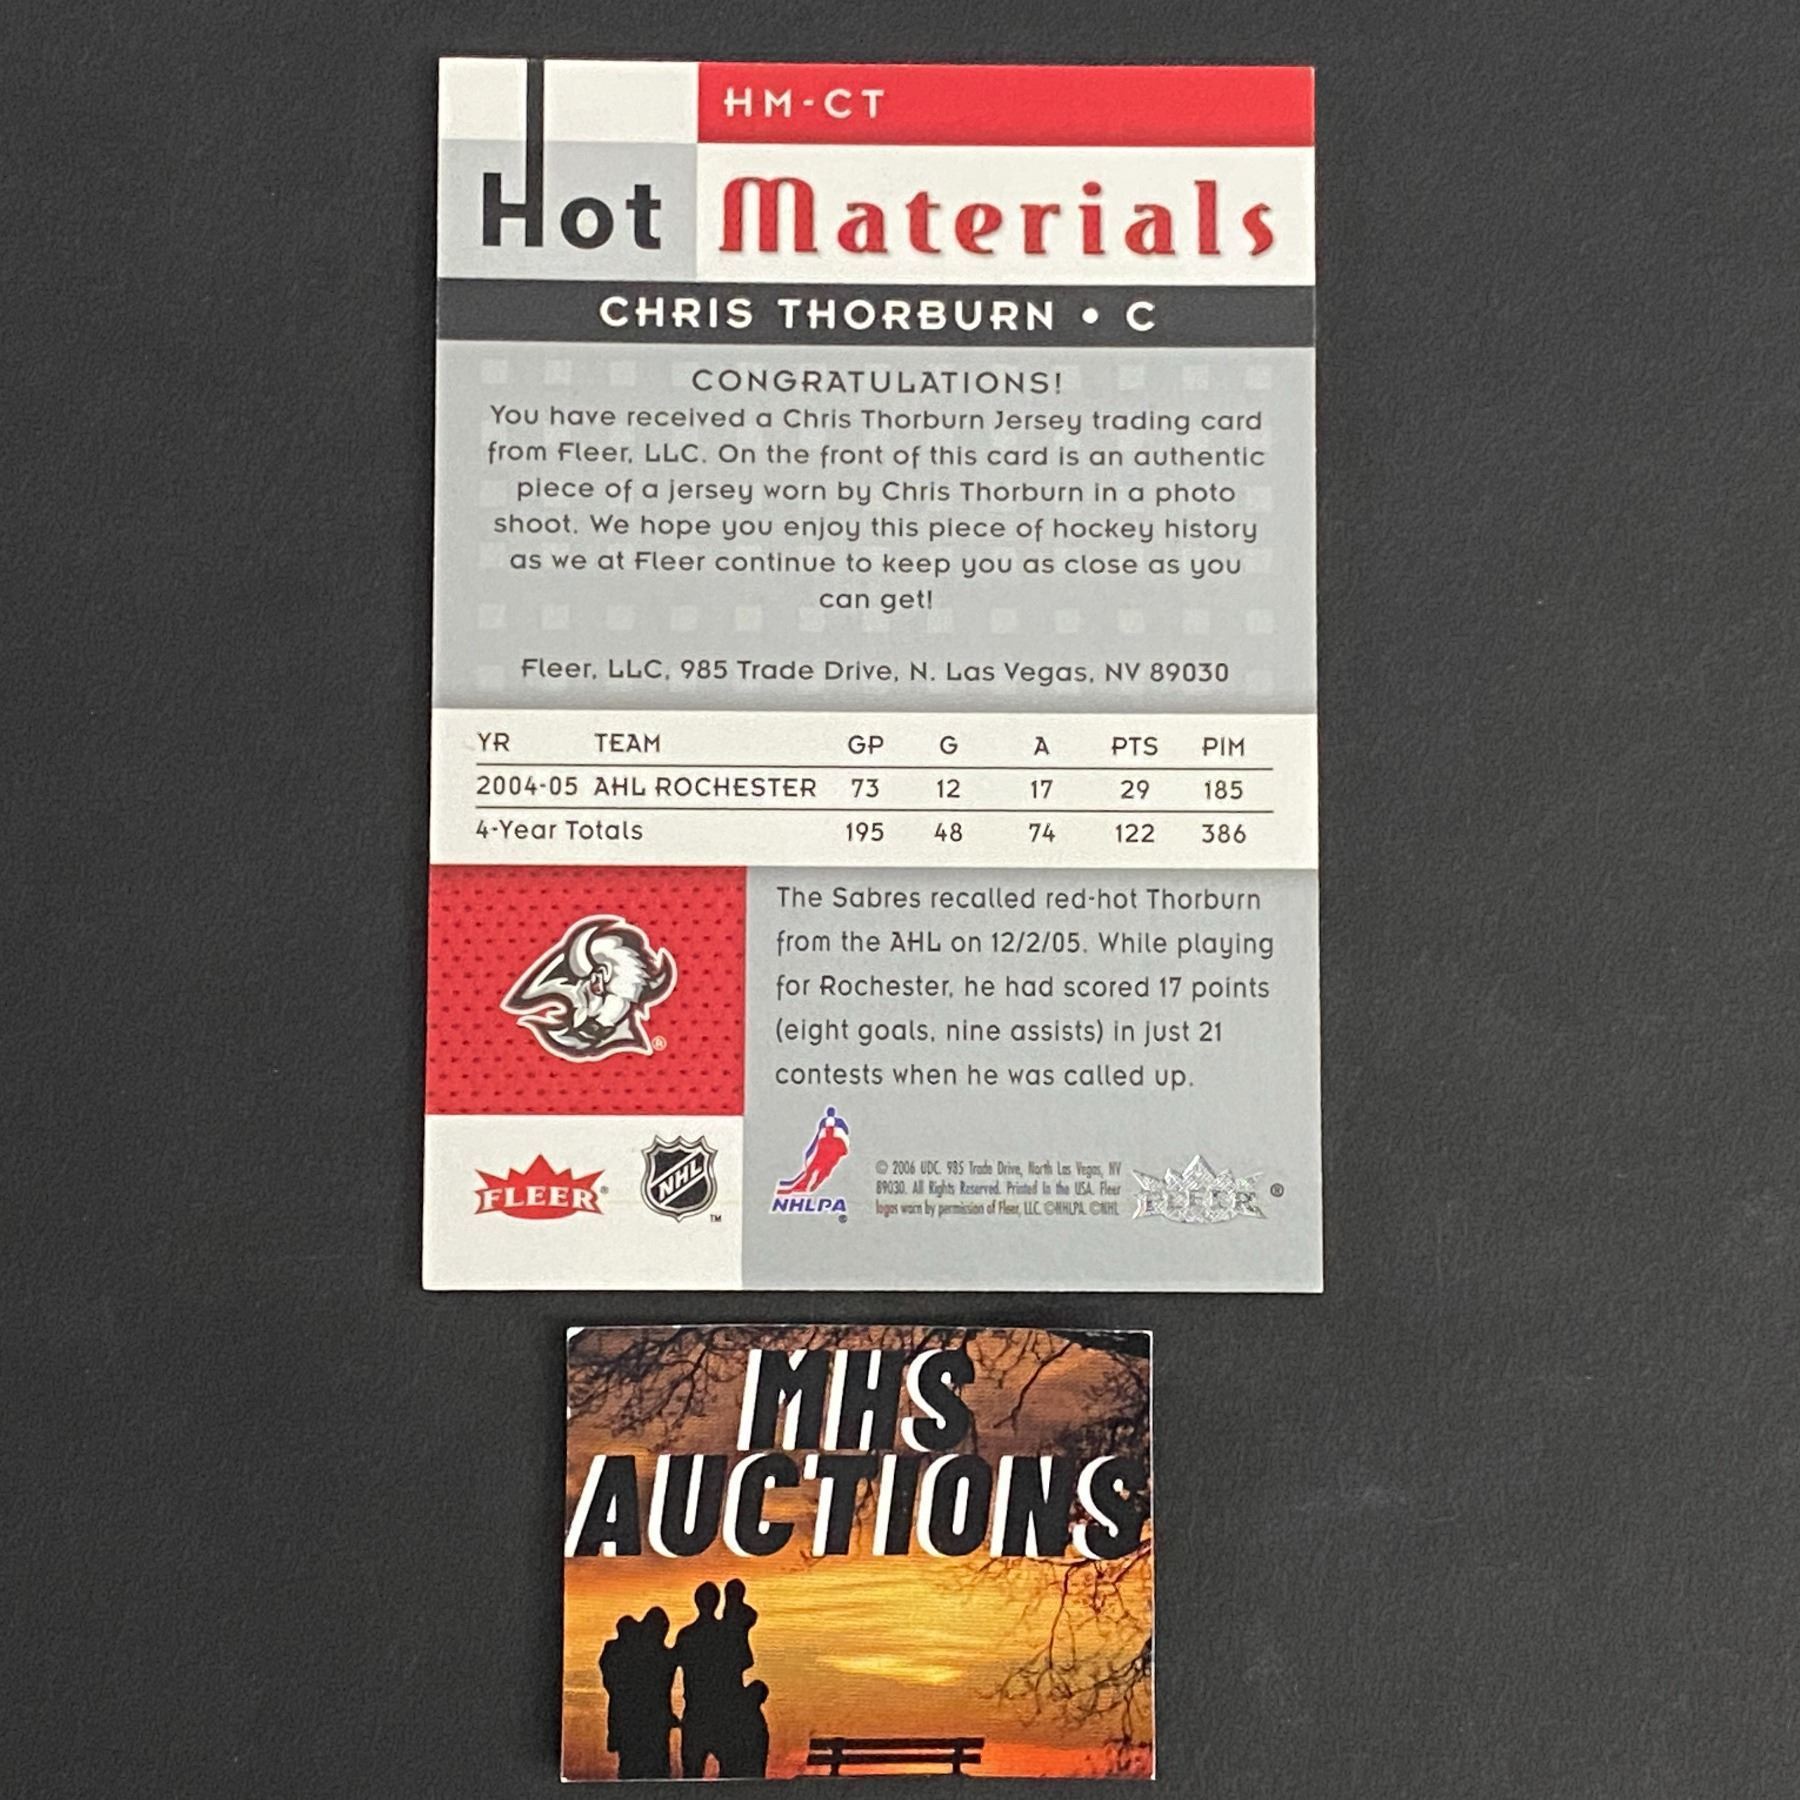 HM-CT
Hot Materials
CHRIS THORBURN • C
CONGRATULATIONS!
You have received a Chris Thorburn Jersey trading card
from Fleer, LLC. On the front of this card is an authentic
piece of a jersey worn by Chris Thorburn in a photo
shoot. We hope you enjoy this piece of hockey history
as we at Fleer continue to keep you as close as you
can get!
Fleer, LLC, 985 Trade Drive, N. Las Vegas, NV 89030
YR TEAM GP G A PTS PIM
2004-05 AHL ROCHESTER 73 12 17 29 185
4-Year Totals 195 48 74 122 386
The Sabres recalled red-hot Thorburn
from the AHL on 12/2/05. While playing
for Rochester, he had scored 17 points
(eight goals, nine assists) in just 21
contests when he was called up.
®
FLEER®
NHL
™
NHLPA
®
© 2006 UDC. 985 Trade Drive, North Las Vegas, NV
89030. All Rights Reserved. Printed in the USA. Fleer
logos worn by permission of Fleer, LLC. ©NHLPA. ©NHL
FLEER ®
MHS
AUCTIONS